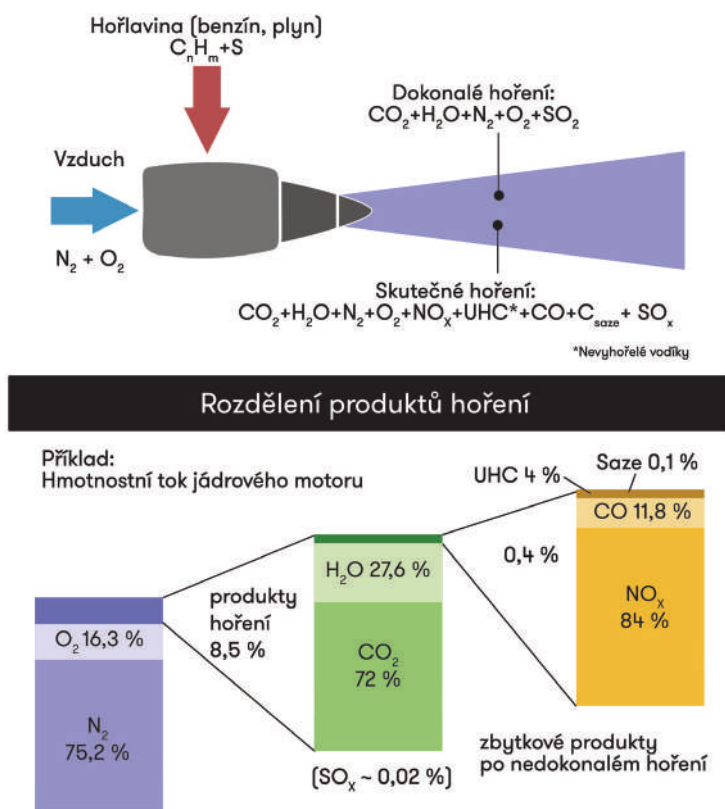 Hořlavina (benzín, plyn)
CₙHₘ+S
Dokonalé hoření:
CO₂+H₂O+N₂+O₂+SO₂
Vzduch
N₂ + O₂
Skutečné hoření:
CO₂+H₂O+N₂+O₂+NOₓ+UHC*+CO+C saze + SOₓ
*Nevyhořelé vodíky
Rozdělení produktů hoření
Příklad:
Hmotnostní tok jádrového motoru
O₂ 16,3 %
N₂
75,2 %
produkty
hoření
8,5 %
H₂O 27,6 %
CO₂
72 %
(SOₓ ~ 0,02 %)
UHC 4 %
Saze 0,1 %
CO 11,8 %
0,4 %
NOₓ
84 %
zbytkové produkty
po nedokonalém hoření